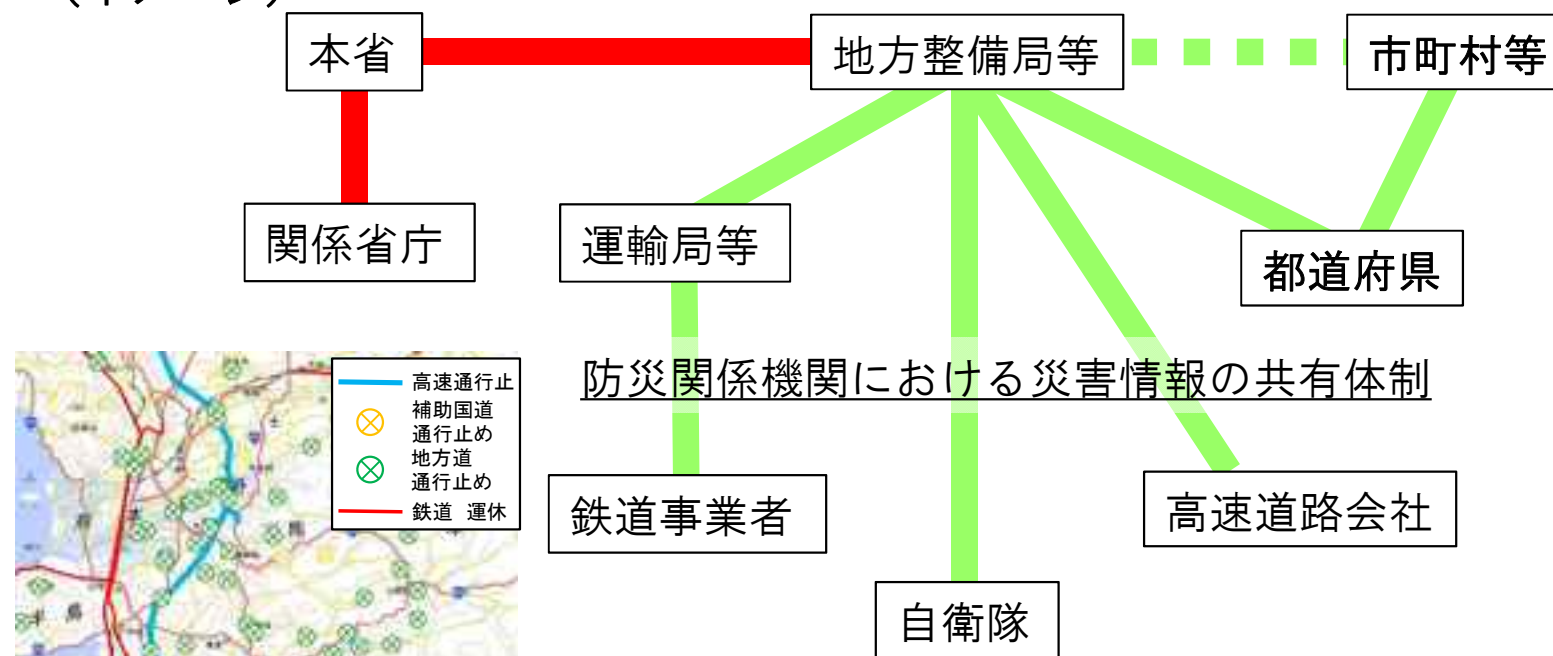 本省
地方整備局等
市町村等
関係省庁
運輸局等
都道府県
防災関係機関における災害情報の共有体制
高速通行止
補助国道
通行止め
地方道
通行止め
鉄道 運休
鉄道事業者
高速道路会社
自衛隊